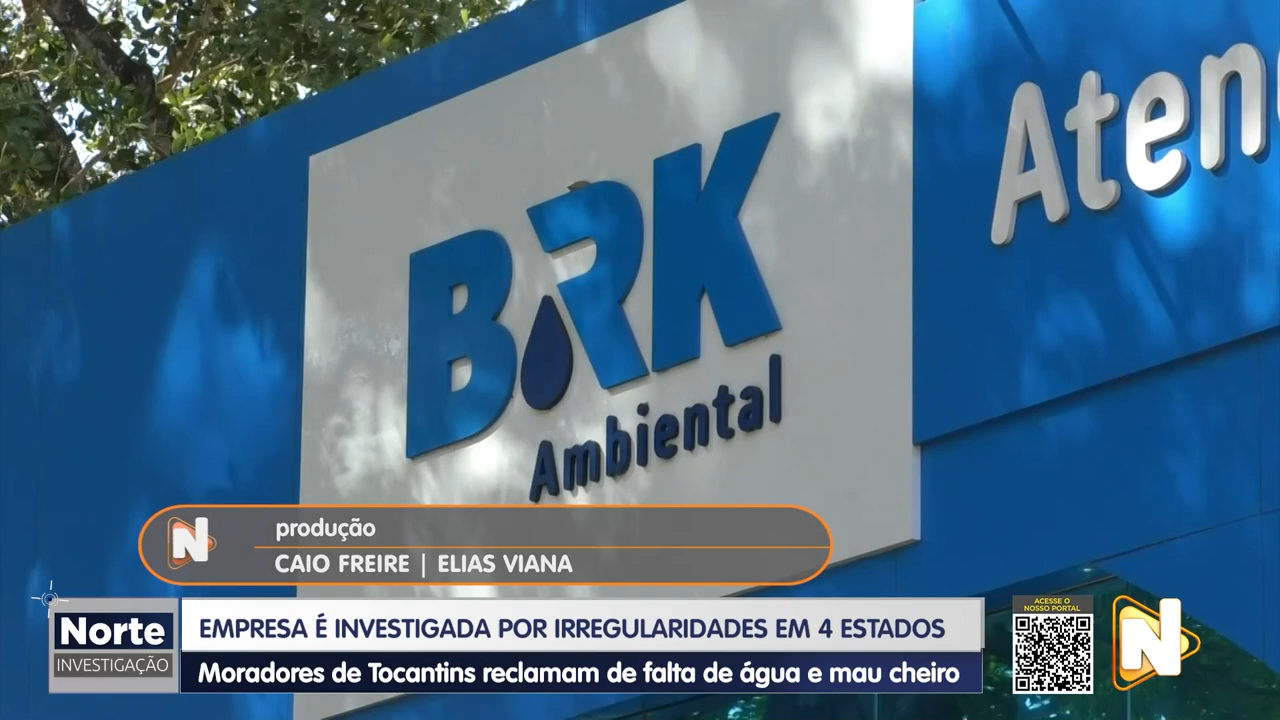 BRK
Ambiental
Aten
produção
CAIO FREIRE | ELIAS VIANA
Norte
INVESTIGAÇÃO
EMPRESA É INVESTIGADA POR IRREGULARIDADES EM 4 ESTADOS
Moradores de Tocantins reclamam de falta de água e mau cheiro
ACESSE O
NOSSO PORTAL
N
N